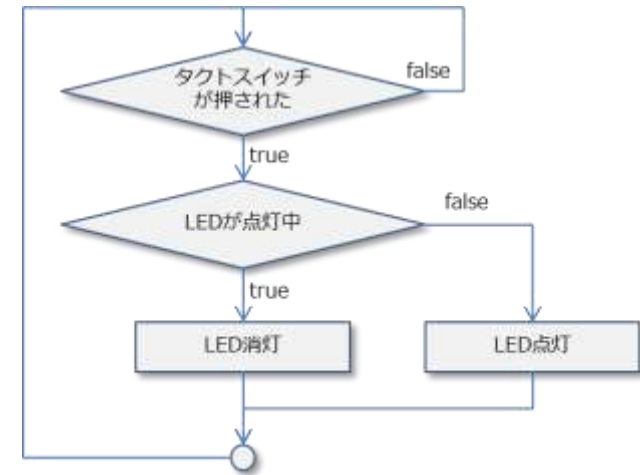 タクトスイッチ
が押された
false
true
LEDが点灯中
false
true
LED消灯
LED点灯